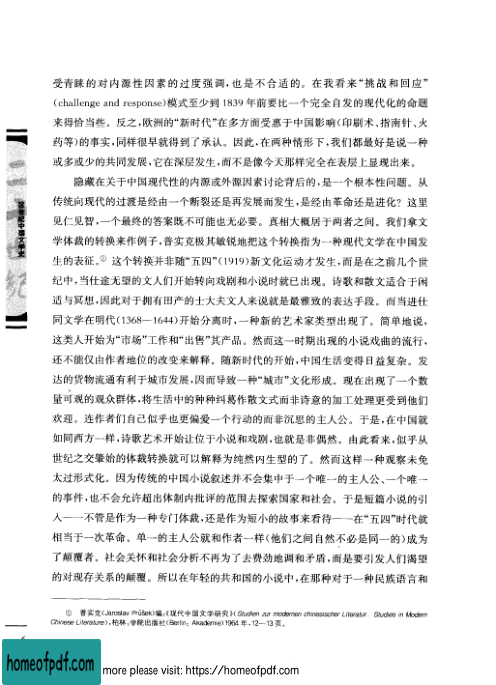 受青睐的对内源性因素的过度强调,也是不合适的。在我看来“挑战和回应”
(challenge and response)模式至少到 1839 年前要比一个完全自发的现代化的命题
来得恰当些。反之,欧洲的“新时代”在多方面受惠于中国影响(印刷术、指南针、火
药等)的事实,同样很早就得到了承认。因此,在两种情形下,我们都最好是说一种
或多或少的共同发展,它在深层发生,而不是像今天那样完全在表层上显现出来。
隐藏在关于中国现代性的内源或外源因素讨论背后的,是一个根本性问题。从
传统向现代的过渡是经由一个断裂还是再发展而发生,是经由革命还是进化？这里
见仁见智,一个最终的答案既不可能也无必要。真相大概居于两者之间。我们拿文
学体裁的转换来作例子,普实克极其敏锐地把这个转换指为一种现代文学在中国发
生的表征。① 这个转换并非随“五四”(1919)新文化运动才发生,而是在之前几个世
纪中,当仕途无望的文人们开始转向戏剧和小说时就已出现。诗歌和散文适合于闲
适与冥想,因此对于拥有田产的士大夫文人来说就是最雅致的表达手段。而当进仕
同文学在明代(1368—1644)开始分离时,一种新的艺术家类型出现了。简单地说,
这类人开始为“市场”工作和“出售”其产品。然而这一时期出现的小说戏曲的流行,
还不能仅由作者地位的改变来解释。随新时代的开始,中国生活变得日益复杂。发
达的货物流通有利于城市发展,因而导致一种“城市”文化形成。现在出现了一个数
量可观的观众群体,将生活中的种种纠葛作散文式而非诗意的加工处理更受到他们
欢迎。连作者们自己似乎也更偏爱一个行动的而非沉思的主人公。于是,在中国就
如同西方一样,诗歌艺术开始让位于小说和戏剧,也就是非偶然。由此看来,似乎从
世纪之交肇始的体裁转换就可以解释为纯然内生型的了。然而这样一种观察未免
太过形式化。因为传统的中国小说叙述并不会集中于一个唯一的主人公、一个唯一
的事件,也不会允许超出体制内批评的范围去探索国家和社会。于是短篇小说的引
入——不管是作为一种专门体裁,还是作为短小的故事来看待——在“五四”时代就
相当于一次革命。单一的主人公就和作者一样(他们之间自然不必是同一的)成为
了颠覆者。社会关怀和社会分析不再为了去费劲地调和矛盾,而是要引发人们渴望
的对现存关系的颠覆。所以在年轻的共和国的小说中,在那种对于一种民族语言和
① 普实克(Jaroslav Průšek)编:《现代中国文学研究》(Studien zur modernen chinesischer Literatur. Studies in Modern
Chinese Literature),柏林:学院出版社(Berlin: Akademie)1964 年,12—13 页。
homeofpdf.com
more please visit: https://homeofpdf.com
20世纪中国文学史